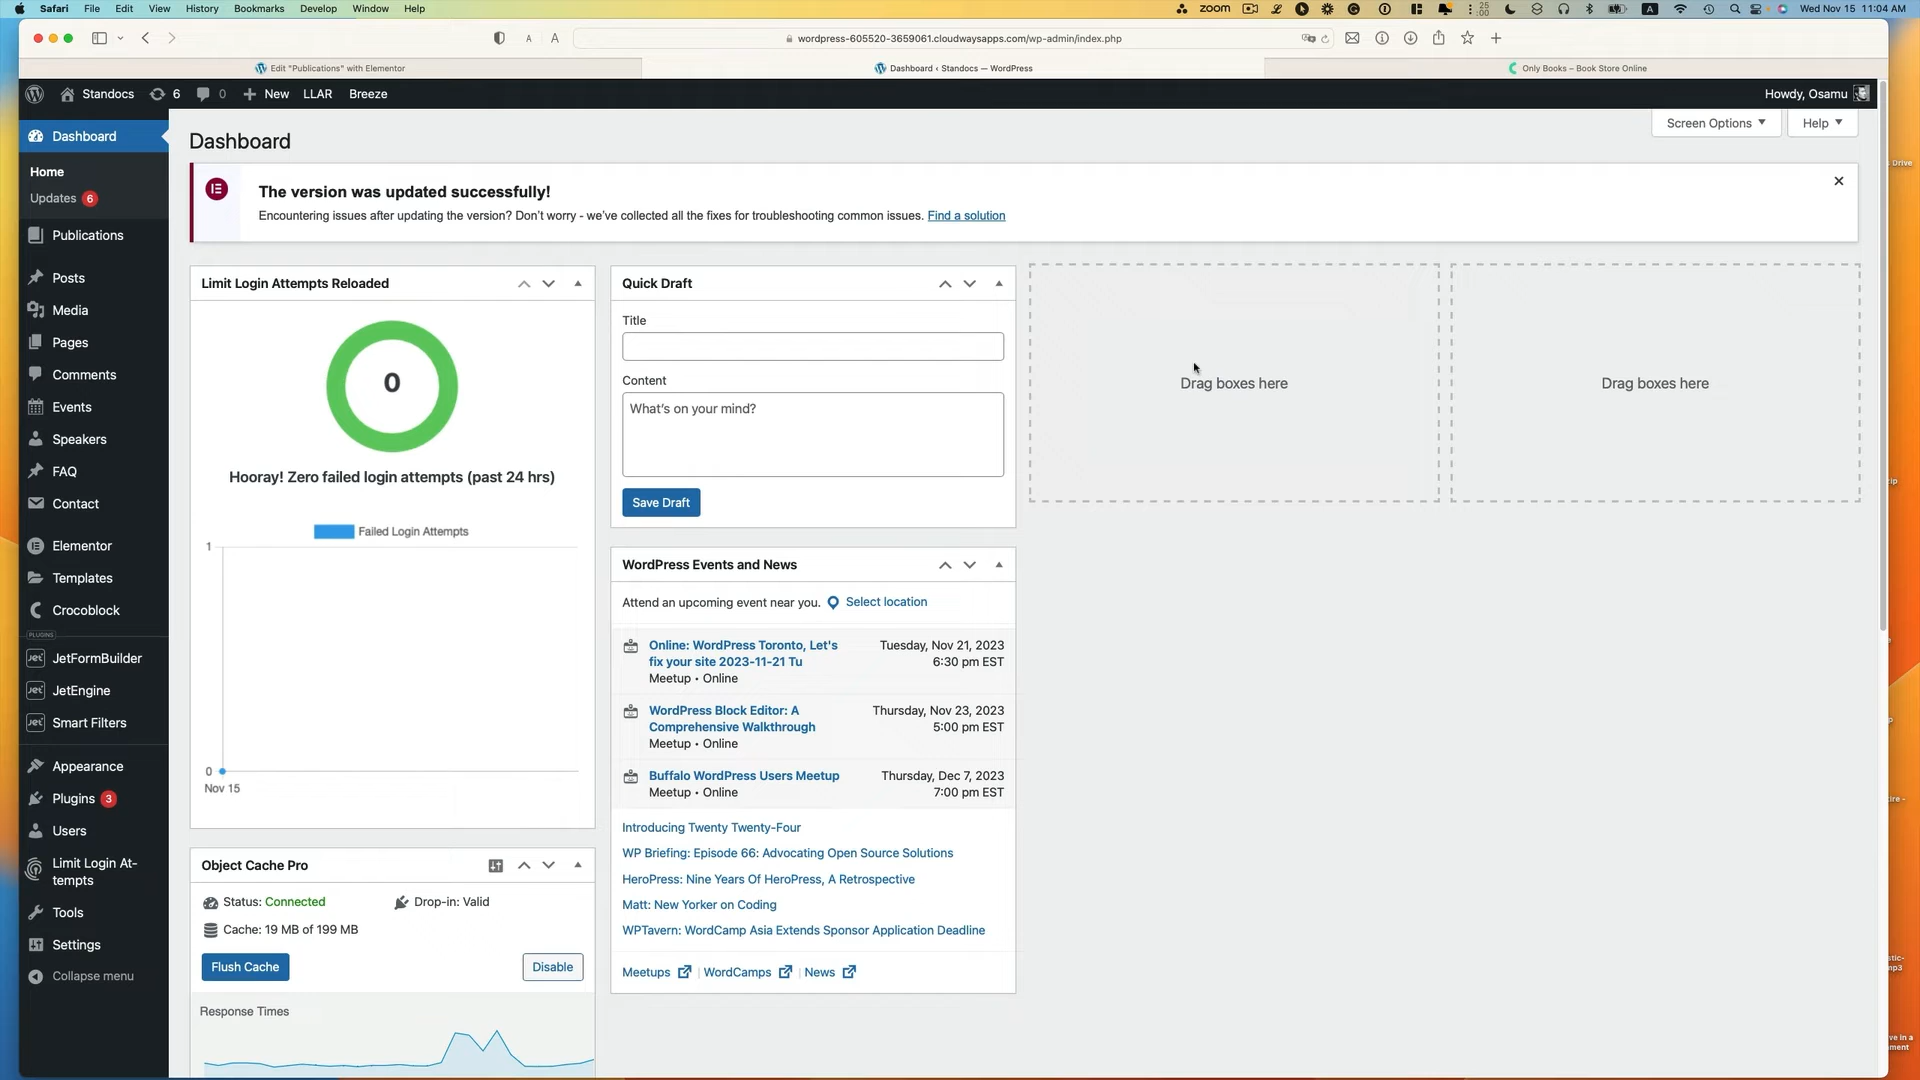 Safari File Edit View History Bookmarks Develop Window Help
zoom 25 :00 A Wed Nov 15 11:04 AM
A A wordpress-605520-3659061.cloudwaysapps.com/wp-admin/index.php
Edit "Publications" with Elementor
Dashboard ‹ Standocs — WordPress
Only Books – Book Store Online
Standocs 6 0 New LLAR Breeze
Howdy, Osamu
Dashboard
Home
Updates 6
Publications
Posts
Media
Pages
Comments
Events
Speakers
FAQ
Contact
Elementor
Templates
Crocoblock
PLUGINS
JetFormBuilder
JetEngine
Smart Filters
Appearance
Plugins 3
Users
Limit Login At-
tempts
Tools
Settings
Collapse menu
Dashboard
Screen Options
Help
The version was updated successfully!
Encountering issues after updating the version? Don't worry - we've collected all the fixes for troubleshooting common issues. Find a solution
Limit Login Attempts Reloaded
0
Hooray! Zero failed login attempts (past 24 hrs)
Failed Login Attempts
1
0
Nov 15
Object Cache Pro
Status: Connected
Drop-in: Valid
Cache: 19 MB of 199 MB
Flush Cache
Disable
Response Times
Quick Draft
Title
Content
What's on your mind?
Save Draft
WordPress Events and News
Attend an upcoming event near you. Select location
Online: WordPress Toronto, Let's
fix your site 2023-11-21 Tu
Meetup • Online
Tuesday, Nov 21, 2023
6:30 pm EST
WordPress Block Editor: A
Comprehensive Walkthrough
Meetup • Online
Thursday, Nov 23, 2023
5:00 pm EST
Buffalo WordPress Users Meetup
Meetup • Online
Thursday, Dec 7, 2023
7:00 pm EST
Introducing Twenty Twenty-Four
WP Briefing: Episode 66: Advocating Open Source Solutions
HeroPress: Nine Years Of HeroPress, A Retrospective
Matt: New Yorker on Coding
WPTavern: WordCamp Asia Extends Sponsor Application Deadline
Meetups | WordCamps | News
Drag boxes here
Drag boxes here